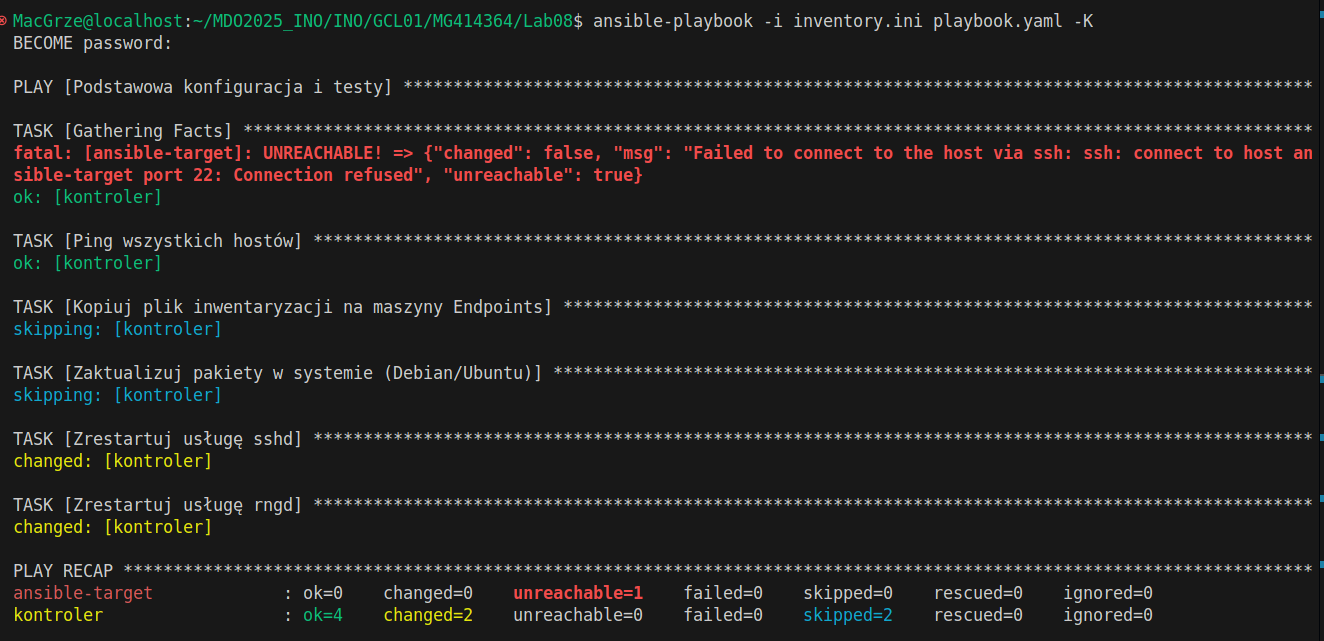 MacGrze@localhost:~/MDO2025_INO/INO/GCL01/MG414364/Lab08$ ansible-playbook -i inventory.ini playbook.yaml -K
BECOME password:
PLAY [Podstawowa konfiguracja i testy] *******************************************************************************************
TASK [Gathering Facts] ***********************************************************************************************************
fatal: [ansible-target]: UNREACHABLE! => {"changed": false, "msg": "Failed to connect to the host via ssh: ssh: connect to host an
sible-target port 22: Connection refused", "unreachable": true}
ok: [kontroler]
TASK [Ping wszystkich hostów] ****************************************************************************************************
ok: [kontroler]
TASK [Kopiuj plik inwentaryzacji na maszyny Endpoints] ***************************************************************************
skipping: [kontroler]
TASK [Zaktualizuj pakiety w systemie (Debian/Ubuntu)] ****************************************************************************
skipping: [kontroler]
TASK [Zrestartuj usługę sshd] ****************************************************************************************************
changed: [kontroler]
TASK [Zrestartuj usługę rngd] ****************************************************************************************************
changed: [kontroler]
PLAY RECAP ***********************************************************************************************************************
ansible-target             : ok=0    changed=0    unreachable=1    failed=0    skipped=0    rescued=0    ignored=0
kontroler                  : ok=4    changed=2    unreachable=0    failed=0    skipped=2    rescued=0    ignored=0